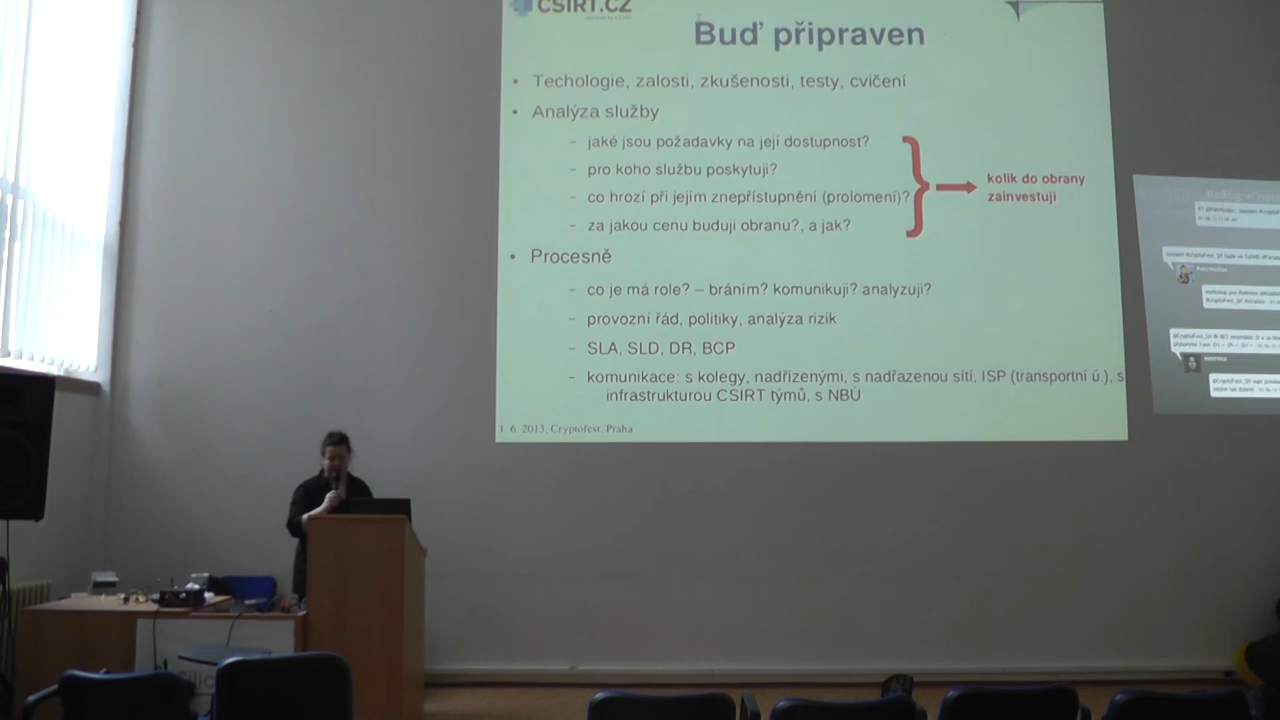 CSIRT.CZ
Buď připraven
• Techologie, zalosti, zkušenosti, testy, cvičení
• Analýza služby
– jaké jsou požadavky na její dostupnost?
– pro koho službu poskytuji?
– co hrozí při jejím znepřístupnění (prolomení)?
– za jakou cenu buduji obranu?, a jak?
kolik do obrany
zainvestuji
• Procesně
– co je má role? – bráním? komunikuji? analyzuji?
– provozní řád, politiky, analýza rizik
– SLA, SLD, DR, BCP
– komunikace: s kolegy, nadřízenými, s nadřazenou sítí, ISP (transportní ú.), s
infrastrukturou CSIRT týmů, s NBÚ
1. 6. 2013, Cryptofest, Praha